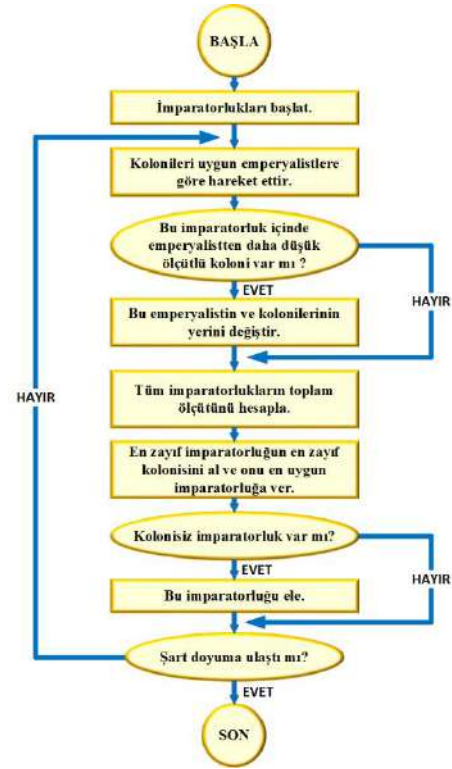 BAŞLA
İmparatorlukları başlat.
Kolonileri uygun emperyalistlere
göre hareket ettir.
Bu imparatorluk içinde
emperyalistten daha düşük
ölçütlü koloni var mı ?
EVET
HAYIR
Bu emperyalistin ve kolonilerinin
yerini değiştir.
HAYIR
Tüm imparatorlukların toplam
ölçütünü hesapla.
En zayıf imparatorluğun en zayıf
kolonisini al ve onu en uygun
imparatorluğa ver.
Kolonisiz imparatorluk var mı?
EVET
HAYIR
Bu imparatorluğu ele.
Şart doyuma ulaştı mı?
EVET
SON